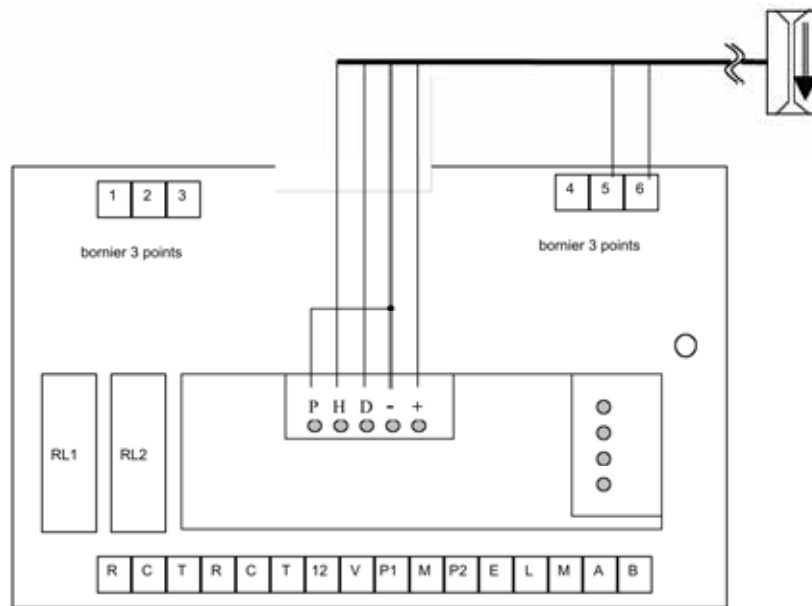 1 2 3
4 5 6
bornier 3 points
bornier 3 points
P H D - +
RL1
RL2
R C T R C T 12 V P1 M P2 E L M A B